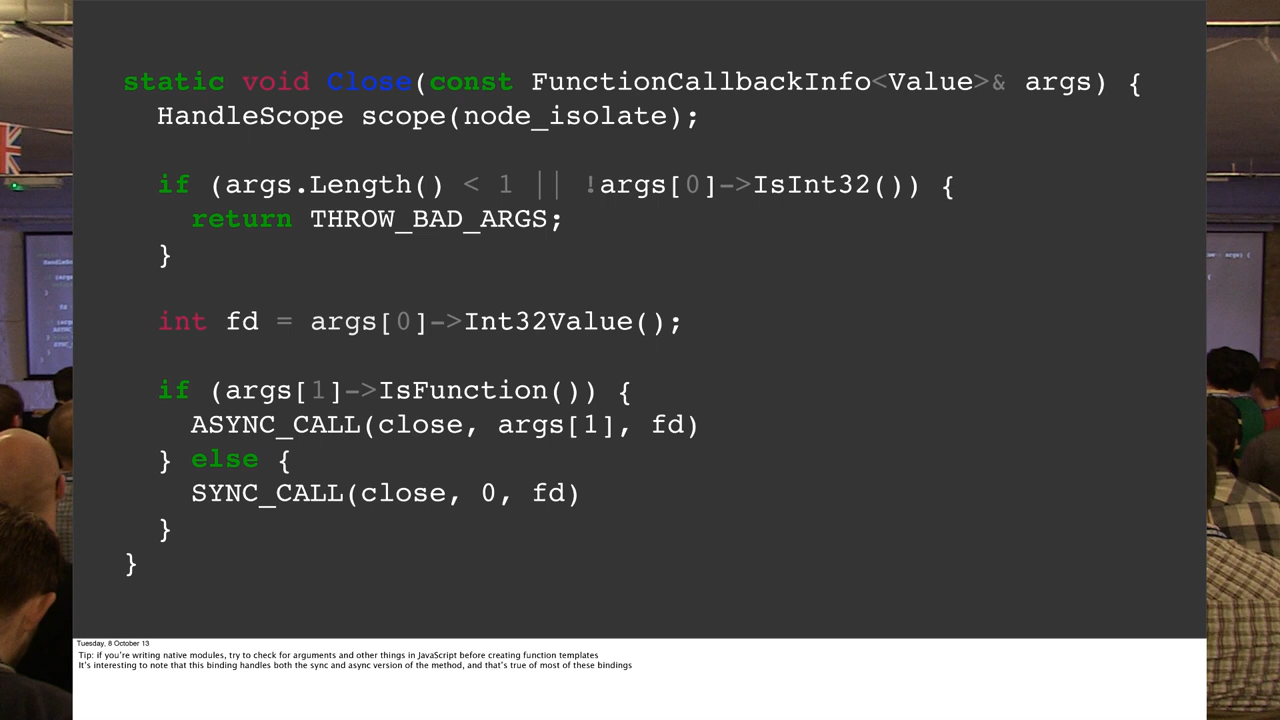 static void Close(const FunctionCallbackInfo<Value>& args) {
HandleScope scope(node_isolate);
if (args.Length() < 1 || !args[0]->IsInt32()) {
return THROW_BAD_ARGS;
}
int fd = args[0]->Int32Value();
if (args[1]->IsFunction()) {
ASYNC_CALL(close, args[1], fd)
} else {
SYNC_CALL(close, 0, fd)
}
}
Tuesday, 8 October 13
Tip: if you're writing native modules, try to check for arguments and other things in JavaScript before creating function templates
It's interesting to note that this binding handles both the sync and async version of the method, and that's true of most of these bindings